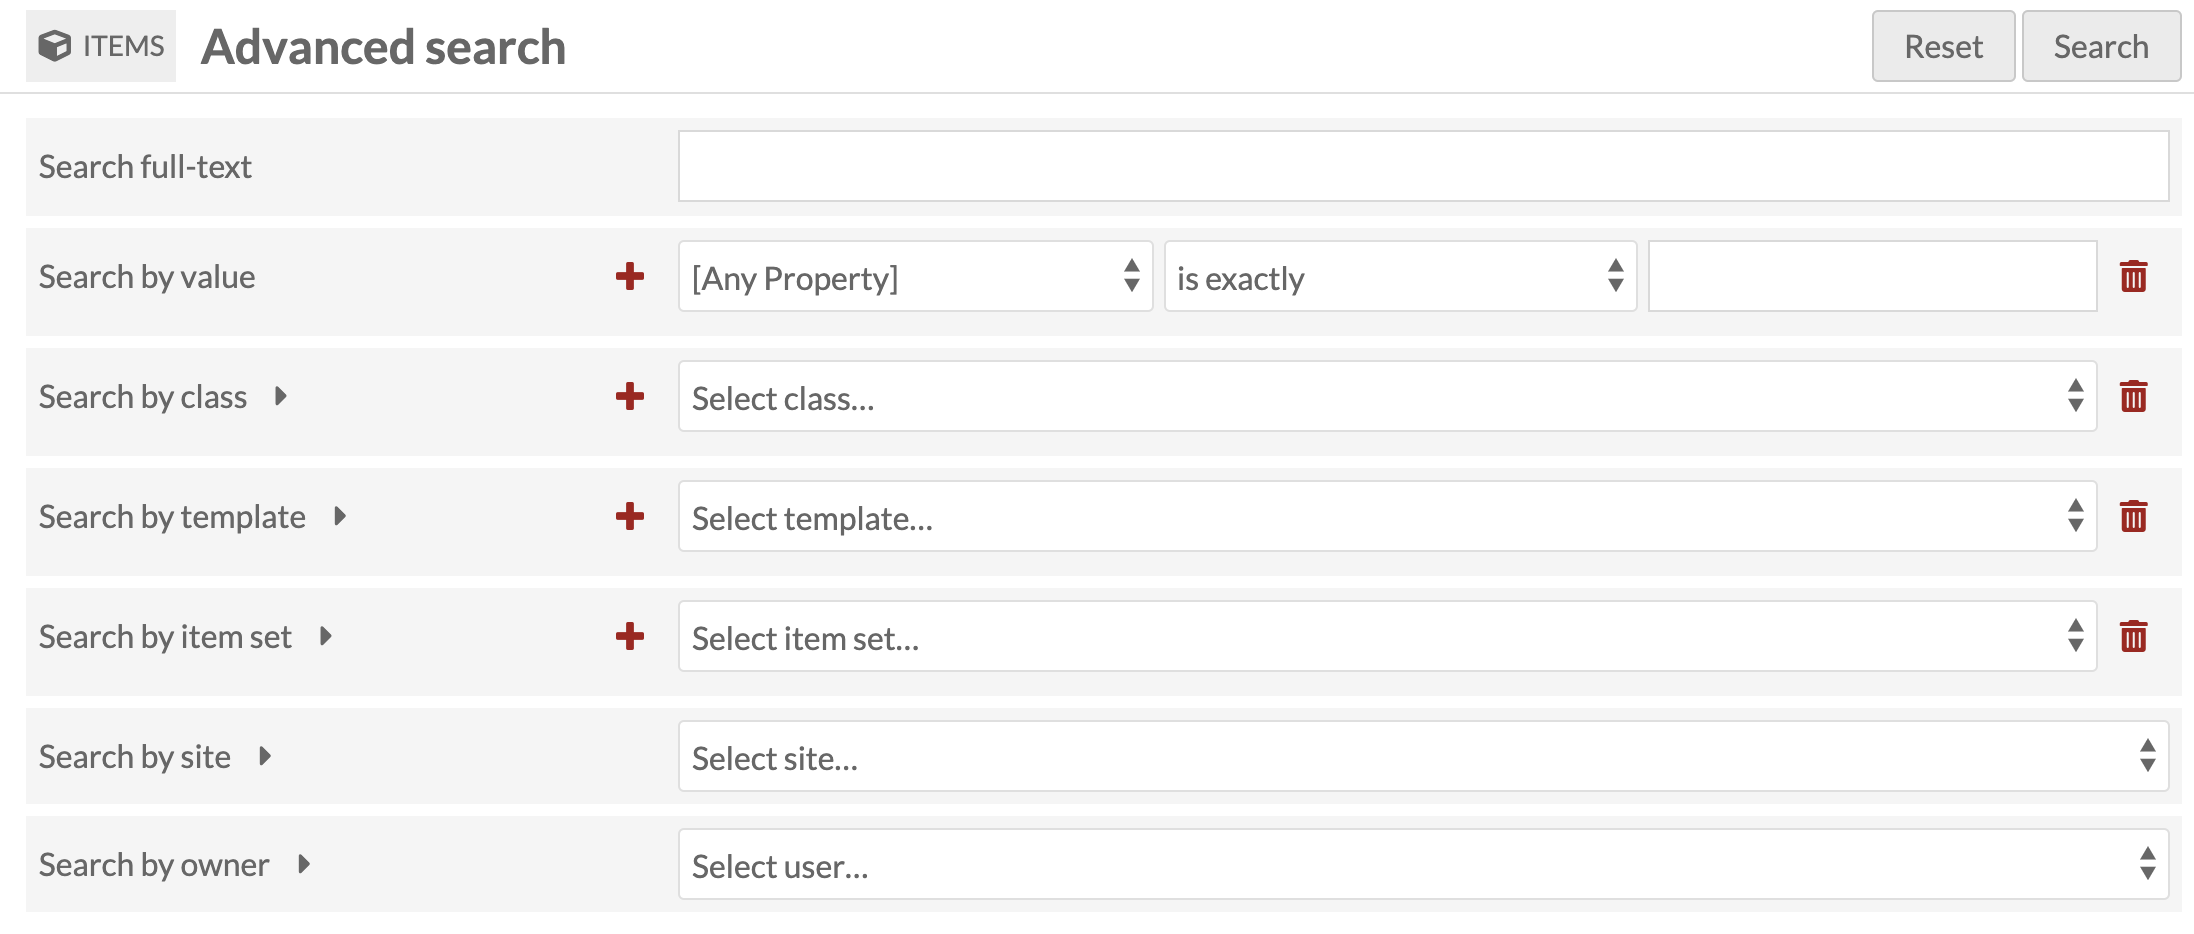 ITEMS Advanced search Reset Search
Search full-text
Search by value [Any Property] is exactly
Search by class Select class...
Search by template Select template...
Search by item set Select item set...
Search by site Select site...
Search by owner Select user...